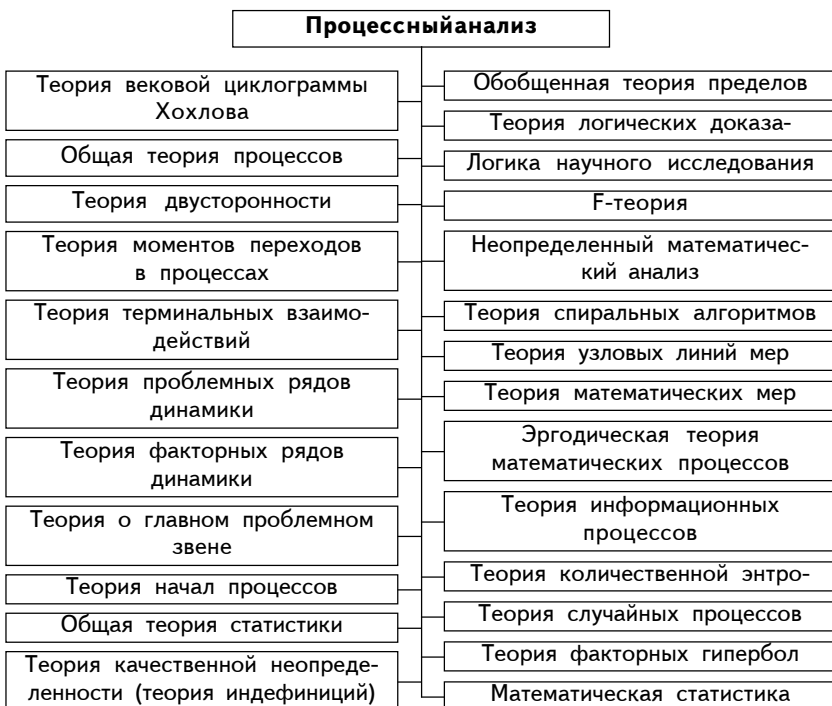 Процессныйанализ
Теория вековой циклограммы
Хохлова
Общая теория процессов
Теория двусторонности
Теория моментов переходов
в процессах
Теория терминальных взаимо-
действий
Теория проблемных рядов
динамики
Теория факторных рядов
динамики
Теория о главном проблемном
звене
Теория начал процессов
Общая теория статистики
Теория качественной неопреде-
ленности (теория индефиниций)
Обобщенная теория пределов
Теория логических доказа-
Логика научного исследования
F-теория
Неопределенный математичес-
кий анализ
Теория спиральных алгоритмов
Теория узловых линий мер
Теория математических мер
Эргодическая теория
математических процессов
Теория информационных
процессов
Теория количественной энтро-
Теория случайных процессов
Теория факторных гипербол
Математическая статистика